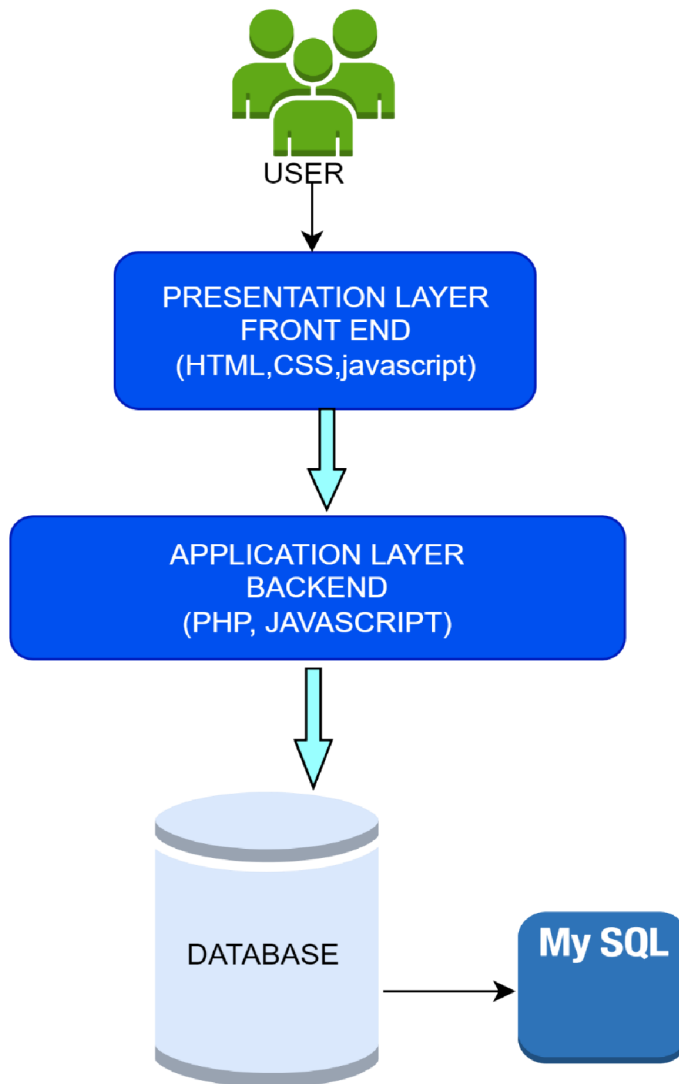 USER
PRESENTATION LAYER
FRONT END
(HTML,CSS,javascript)
APPLICATION LAYER
BACKEND
(PHP, JAVASCRIPT)
DATABASE
My SQL